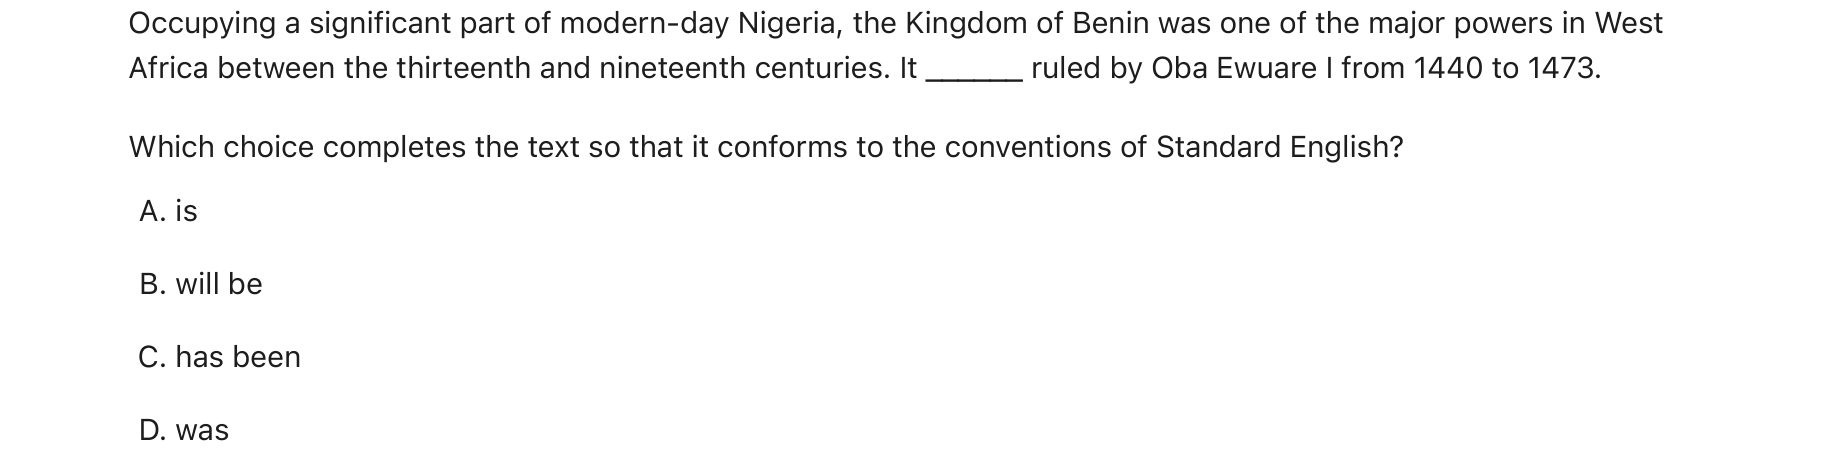 Occupying a significant part of modern-day Nigeria, the Kingdom of Benin was one of the major powers in West
Africa between the thirteenth and nineteenth centuries. It ______ ruled by Oba Ewuare I from 1440 to 1473.
Which choice completes the text so that it conforms to the conventions of Standard English?
A. is
B. will be
C. has been
D. was